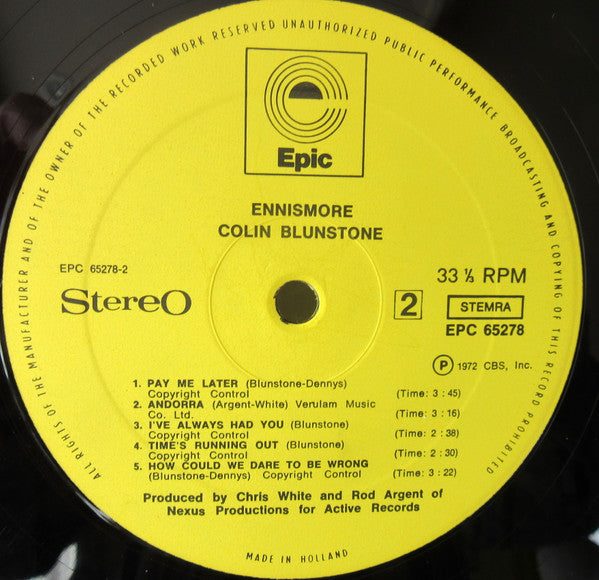 ALL RIGHTS OF THE MANUFACTURER AND OF THE OWNER OF THE RECORDED WORK RESERVED UNAUTHORIZED PUBLIC PERFORMANCE BROADCASTING AND COPYING OF THIS RECORD PROHIBITED
Epic
ENNISMORE
COLIN BLUNSTONE
EPC 65278-2
33 ⅓ RPM
StereO
2
STEMRA
EPC 65278
Ⓟ 1972 CBS, Inc.
1. PAY ME LATER (Blunstone-Dennys)
Copyright Control (Time: 3 : 45)
2. ANDORRA (Argent-White) Verulam Music
Co. Ltd. (Time: 3 : 16)
3. I'VE ALWAYS HAD YOU (Blunstone)
Copyright Control (Time: 2 : 38)
4. TIME'S RUNNING OUT (Blunstone)
Copyright Control (Time: 2 : 30)
5. HOW COULD WE DARE TO BE WRONG
(Blunstone-Dennys) Copyright Control (Time: 3 : 22)
Produced by Chris White and Rod Argent of
Nexus Productions for Active Records
MADE IN HOLLAND